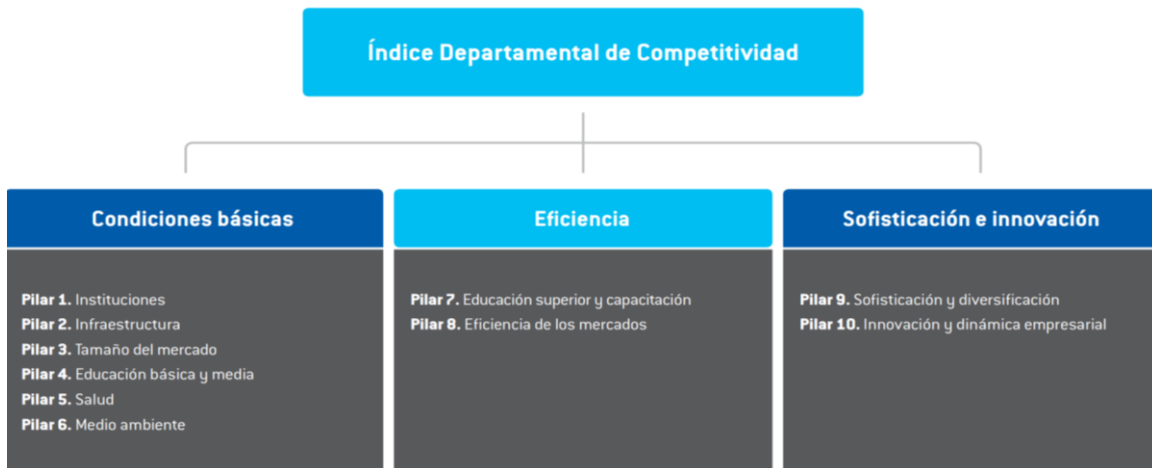 Índice Departamental de Competitividad
Condiciones básicas
Pilar 1. Instituciones
Pilar 2. Infraestructura
Pilar 3. Tamaño del mercado
Pilar 4. Educación básica y media
Pilar 5. Salud
Pilar 6. Medio ambiente
Eficiencia
Pilar 7. Educación superior y capacitación
Pilar 8. Eficiencia de los mercados
Sofisticación e innovación
Pilar 9. Sofisticación y diversificación
Pilar 10. Innovación y dinámica empresarial